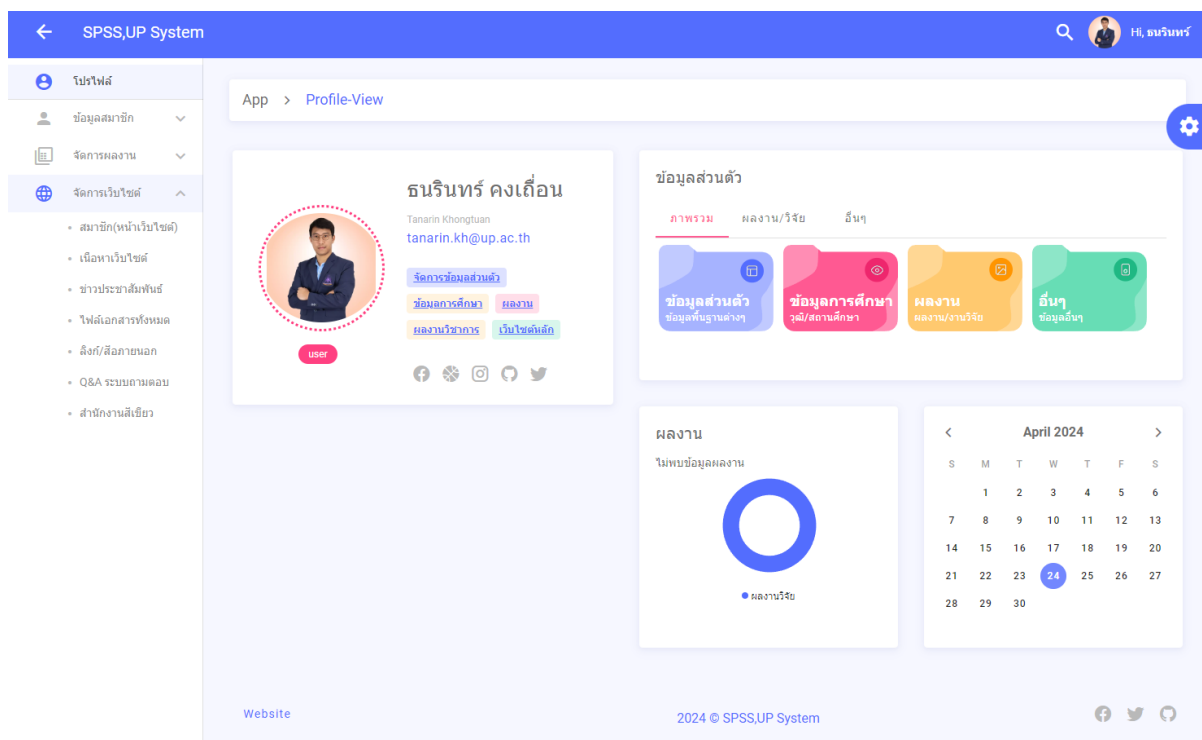 SPSS,UP System
Hi, ธนรินทร์
โปรไฟล์
ข้อมูลสมาชิก
จัดการผลงาน
จัดการเว็บไซต์
สมาชิก(หน้าเว็บไซต์)
เนื้อหาเว็บไซต์
ข่าวประชาสัมพันธ์
ไฟล์เอกสารทั้งหมด
ลิงก์/สื่อภายนอก
Q&A ระบบถามตอบ
สำนักงานสีเขียว
App > Profile-View
ธนรินทร์ คงเถื่อน
Tanarin Khongtuan
tanarin.kh@up.ac.th
จัดการข้อมูลส่วนตัว
ข้อมูลการศึกษา ผลงาน
ผลงานวิชาการ เว็บไซต์หลัก
user
ข้อมูลส่วนตัว
ภาพรวม ผลงาน/วิจัย อื่นๆ
ข้อมูลส่วนตัว
ข้อมูลพื้นฐานต่างๆ
ข้อมูลการศึกษา
วุฒิ/สถานศึกษา
ผลงาน
ผลงาน/งานวิจัย
อื่นๆ
ข้อมูลอื่นๆ
ผลงาน
ไม่พบข้อมูลผลงาน
ผลงานวิจัย
April 2024
S M T W T F S
1 2 3 4 5 6
7 8 9 10 11 12 13
14 15 16 17 18 19 20
21 22 23 24 25 26 27
28 29 30
Website
2024 © SPSS,UP System